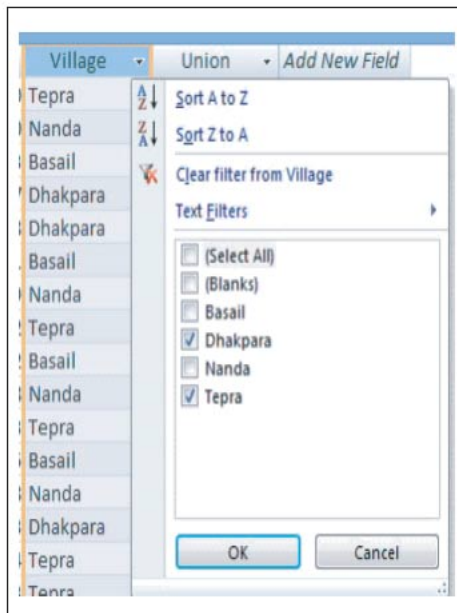 Village Union Add New Field
Tepra
Nanda
Basail
Dhakpara
Dhakpara
Basail
Nanda
Tepra
Basail
Nanda
Tepra
Basail
Nanda
Dhakpara
Tepra
Tepra
Sort A to Z
Sort Z to A
Clear filter from Village
Text Filters
(Select All)
(Blanks)
Basail
Dhakpara
Nanda
Tepra
OK Cancel